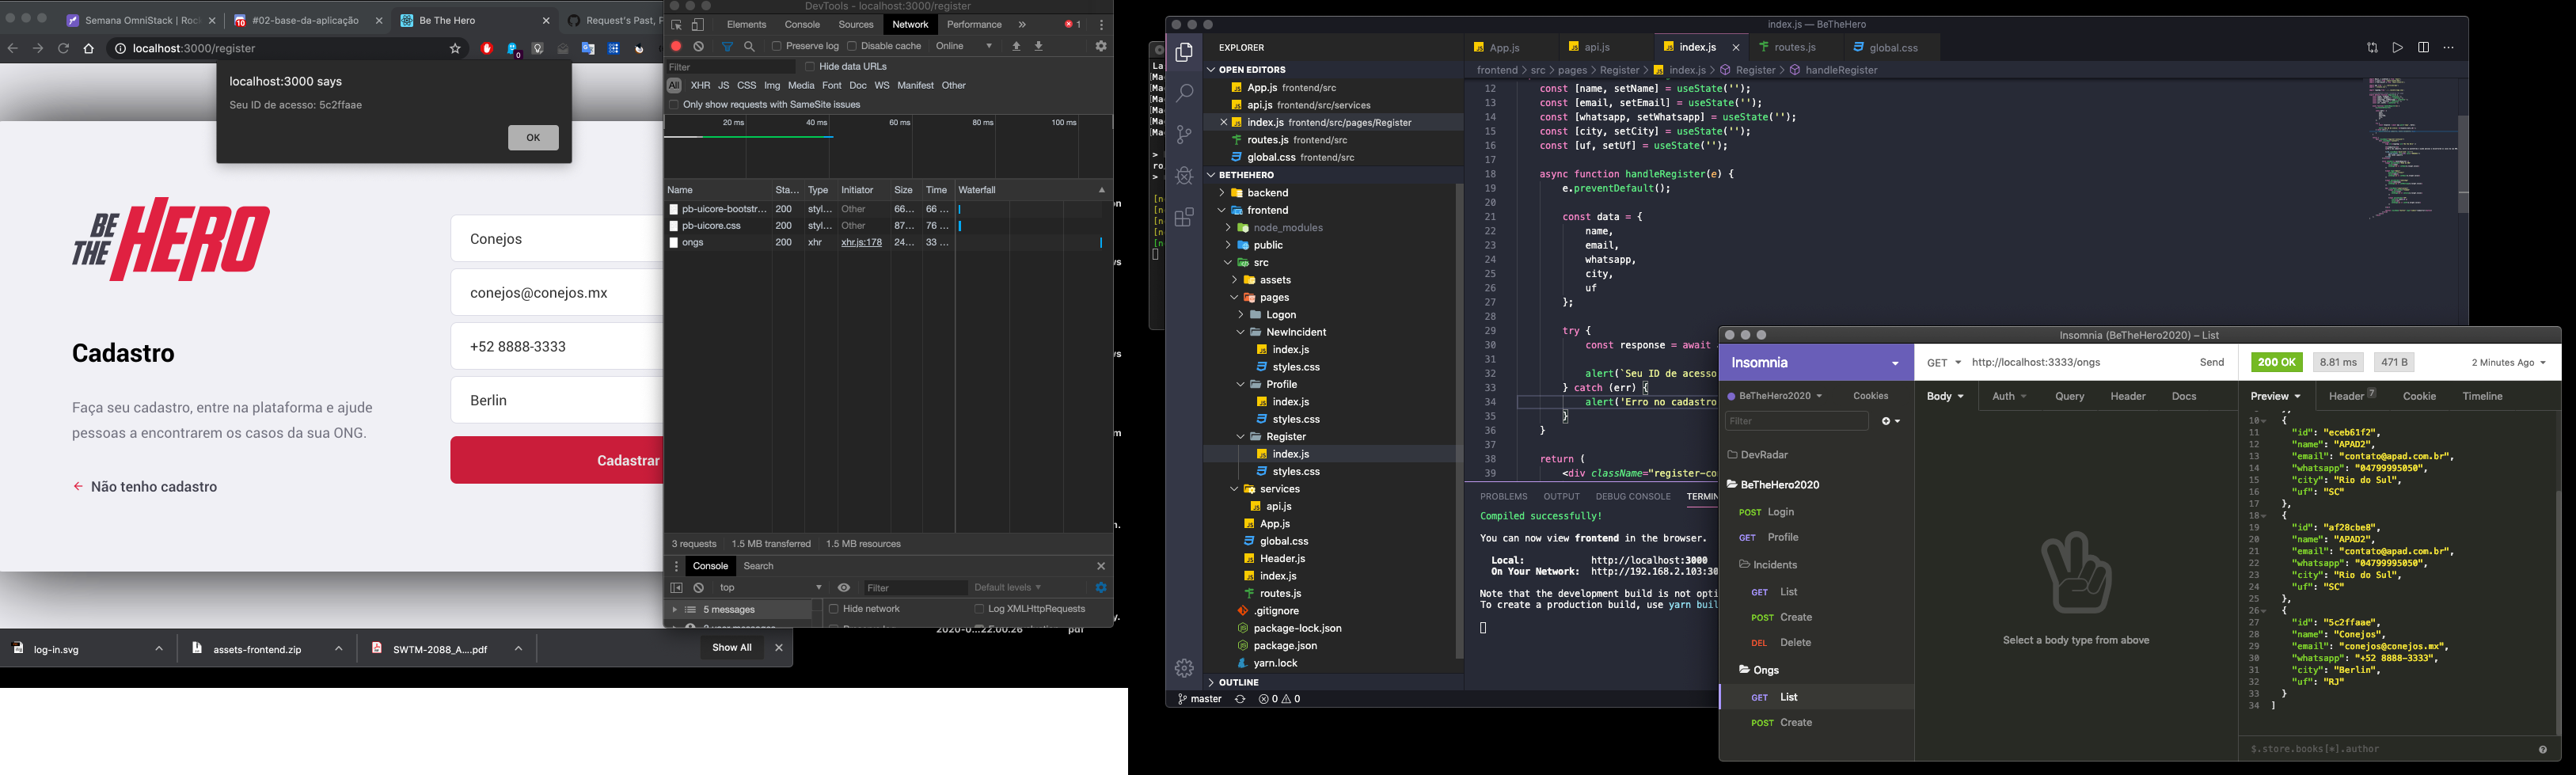 Semana OmniStack | Rock
#02-base-da-aplicação
Be The Hero
Request's Past, P
localhost:3000/register
localhost:3000 says
Seu ID de acesso: 5c2ffaae
OK
BE THE HERO
Cadastro
Faça seu cadastro, entre na plataforma e ajude
pessoas a encontrarem os casos da sua ONG.
Não tenho cadastro
Conejos
conejos@conejos.mx
+52 8888-3333
Berlin
Cadastrar
log-in.svg
assets-frontend.zip
SWTM-2088_A....pdf
Show All
DevTools - localhost:3000/register
Elements Console Sources Network Performance 1
Preserve log Disable cache Online
Filter Hide data URLs
All XHR JS CSS Img Media Font Doc WS Manifest Other
Only show requests with SameSite issues
20 ms 40 ms 60 ms 80 ms 100 ms
Name Sta... Type Initiator Size Time Waterfall
pb-uicore-bootstr... 200 styl... Other 66... 66 ...
pb-uicore.css 200 styl... Other 87... 76 ...
ongs 200 xhr xhr.js:178 24... 33 ...
3 requests 1.5 MB transferred 1.5 MB resources
Console Search
top Filter Default levels
5 messages Hide network Log XMLHttpRequests
2020-0...22.00.26 pdf
index.js — BeTheHero
EXPLORER
OPEN EDITORS
App.js frontend/src
api.js frontend/src/services
index.js frontend/src/pages/Register
routes.js frontend/src
global.css frontend/src
BETHEHERO
backend
frontend
node_modules
public
src
assets
pages
Logon
NewIncident
index.js
styles.css
Profile
index.js
styles.css
Register
index.js
styles.css
services
api.js
App.js
global.css
Header.js
index.js
routes.js
.gitignore
package-lock.json
package.json
yarn.lock
OUTLINE
master 0 0
App.js api.js index.js routes.js global.css
frontend > src > pages > Register > index.js > Register > handleRegister
12 const [name, setName] = useState('');
13 const [email, setEmail] = useState('');
14 const [whatsapp, setWhatsapp] = useState('');
15 const [city, setCity] = useState('');
16 const [uf, setUf] = useState('');
17
18 async function handleRegister(e) {
19 e.preventDefault();
20
21 const data = {
22 name,
23 email,
24 whatsapp,
25 city,
26 uf
27 };
28
29 try {
30 const response = await
31
32 alert(`Seu ID de acesso
33 } catch (err) {
34 alert('Erro no cadastro
35 }
36 }
37
38 return (
39 <div className="register-co
PROBLEMS OUTPUT DEBUG CONSOLE TERMIN
Compiled successfully!
You can now view frontend in the browser.
Local: http://localhost:3000
On Your Network: http://192.168.2.103:30
Note that the development build is not opti
To create a production build, use yarn buil
Insomnia (BeTheHero2020) – List
Insomnia
BeTheHero2020 Cookies
Filter
DevRadar
BeTheHero2020
POST Login
GET Profile
Incidents
GET List
POST Create
DEL Delete
Ongs
GET List
POST Create
GET http://localhost:3333/ongs Send
Body Auth Query Header Docs
Select a body type from above
200 OK 8.81 ms 471 B 2 Minutes Ago
Preview Header 7 Cookie Timeline
10 {
11 "id": "eceb61f2",
12 "name": "APAD2",
13 "email": "contato@apad.com.br",
14 "whatsapp": "04799995050",
15 "city": "Rio do Sul",
16 "uf": "SC"
17 },
18 {
19 "id": "af28cbe8",
20 "name": "APAD2",
21 "email": "contato@apad.com.br",
22 "whatsapp": "04799995050",
23 "city": "Rio do Sul",
24 "uf": "SC"
25 },
26 {
27 "id": "5c2ffaae",
28 "name": "Conejos",
29 "email": "conejos@conejos.mx",
30 "whatsapp": "+52 8888-3333",
31 "city": "Berlin",
32 "uf": "RJ"
33 }
34 ]
$.store.books[*].author